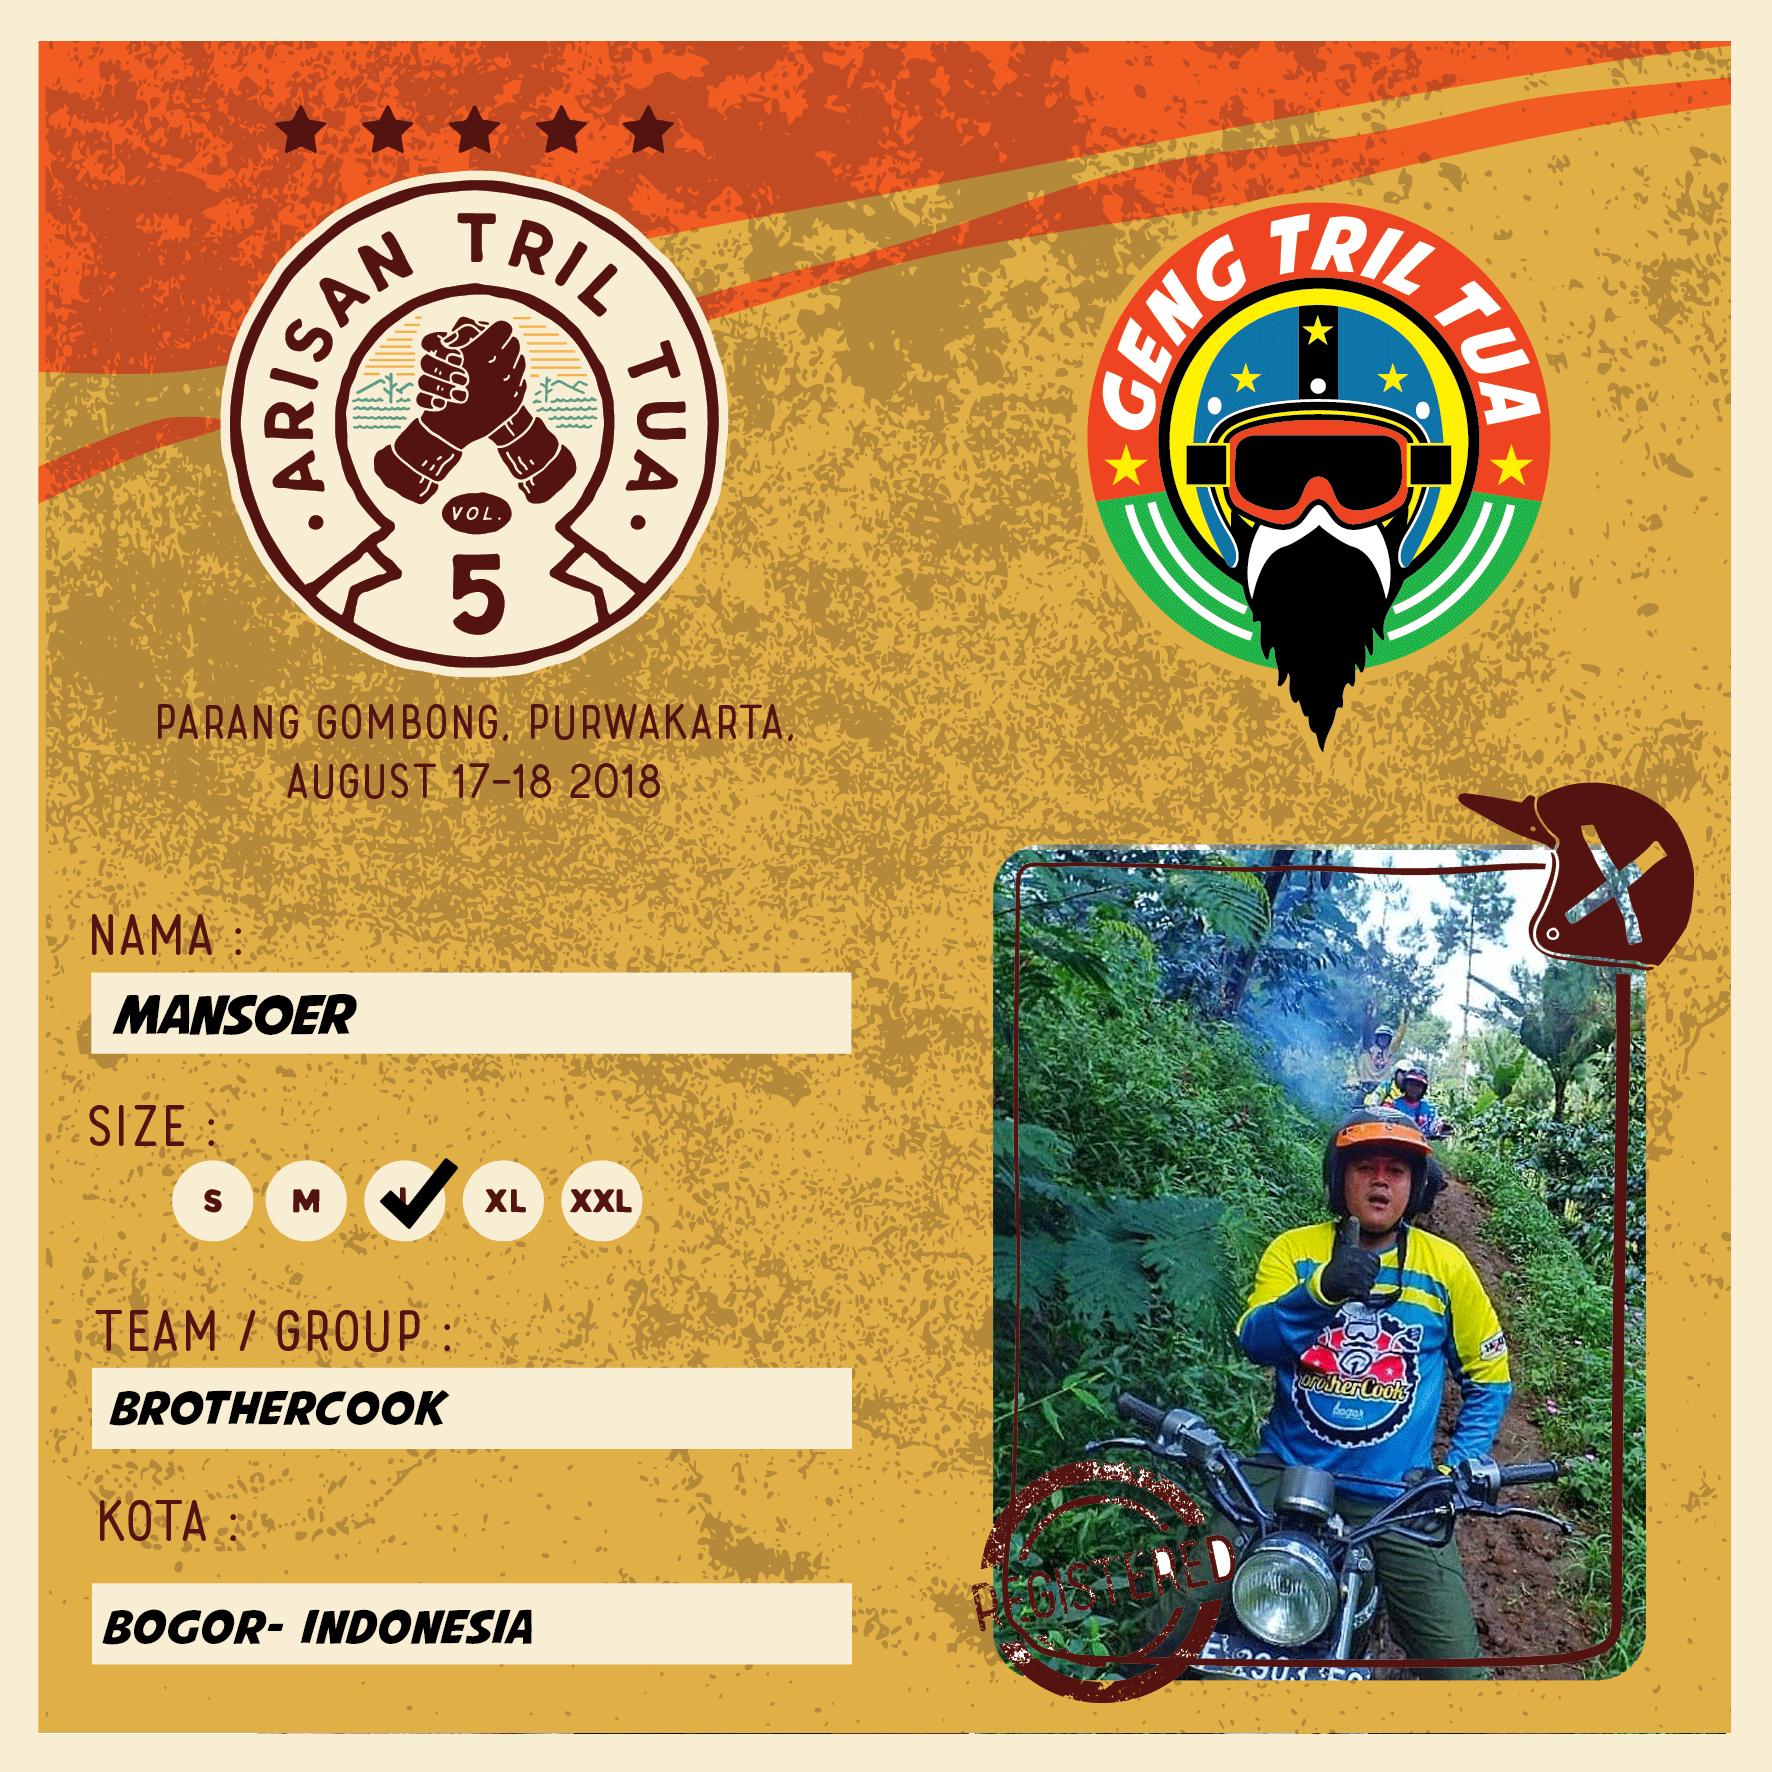 ARISAN TRIL TUA
VOL.
5
GENG TRIL TUA
PARANG GOMBONG, PURWAKARTA,
AUGUST 17-18 2018
NAMA :
MANSOER
SIZE :
S M L XL XXL
TEAM / GROUP :
BROTHERCOOK
KOTA :
BOGOR- INDONESIA
brotherCook
bogor
REGISTERED